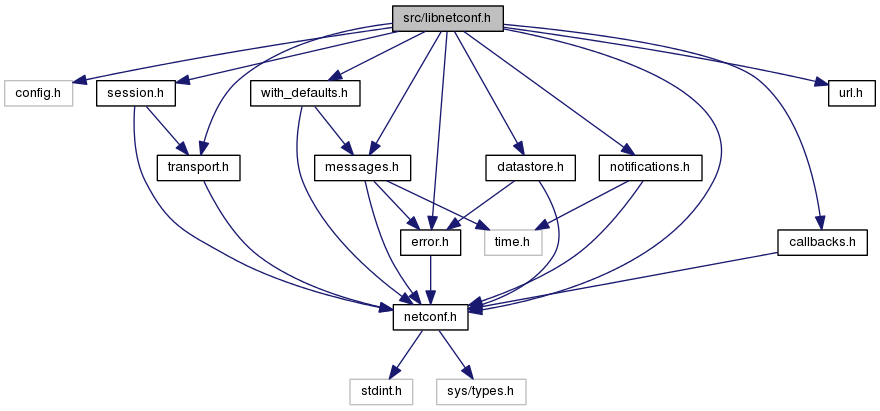 src/libnetconf.h
config.h
session.h
with_defaults.h
url.h
transport.h
messages.h
datastore.h
notifications.h
error.h
time.h
callbacks.h
netconf.h
stdint.h
sys/types.h